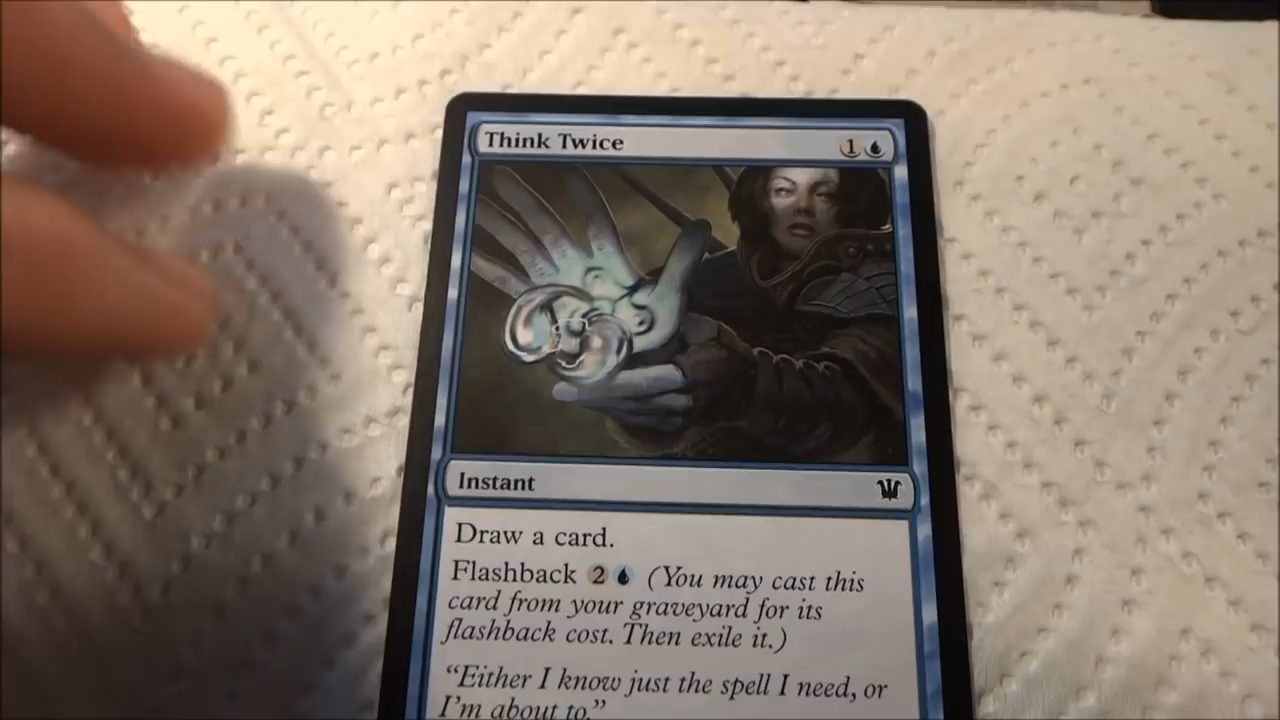 Think Twice 1
Instant
Draw a card.
Flashback 2 (You may cast this
card from your graveyard for its
flashback cost. Then exile it.)
“Either I know just the spell I need, or
I’m about to.”